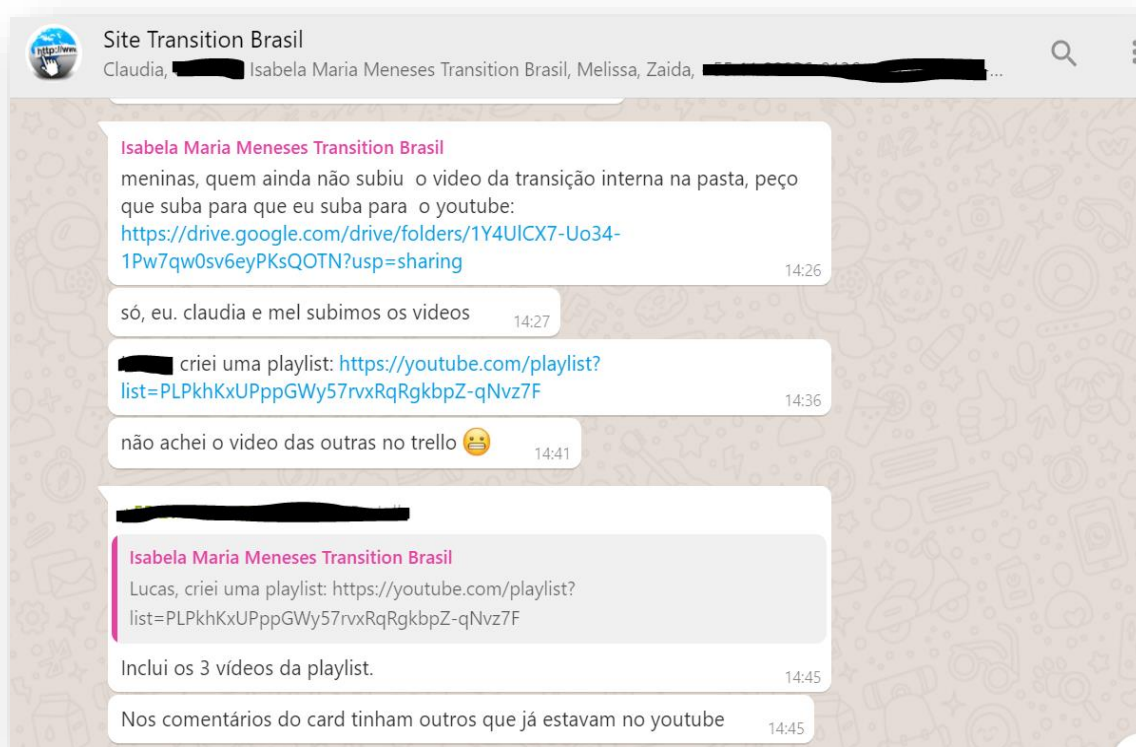 http://www.
Site Transition Brasil
Claudia, Isabela Maria Meneses Transition Brasil, Melissa, Zaida, ...
Isabela Maria Meneses Transition Brasil
meninas, quem ainda não subiu o video da transição interna na pasta, peço
que suba para que eu suba para o youtube:
https://drive.google.com/drive/folders/1Y4UlCX7-Uo34-
1Pw7qw0sv6eyPKsQOTN?usp=sharing
14:26
só, eu. claudia e mel subimos os videos
14:27
criei uma playlist: https://youtube.com/playlist?
list=PLPkhKxUPppGWy57rvxRqRgkbpZ-qNvz7F
14:36
não achei o video das outras no trello
14:41
Isabela Maria Meneses Transition Brasil
Lucas, criei uma playlist: https://youtube.com/playlist?
list=PLPkhKxUPppGWy57rvxRqRgkbpZ-qNvz7F
Inclui os 3 vídeos da playlist.
14:45
Nos comentários do card tinham outros que já estavam no youtube
14:45